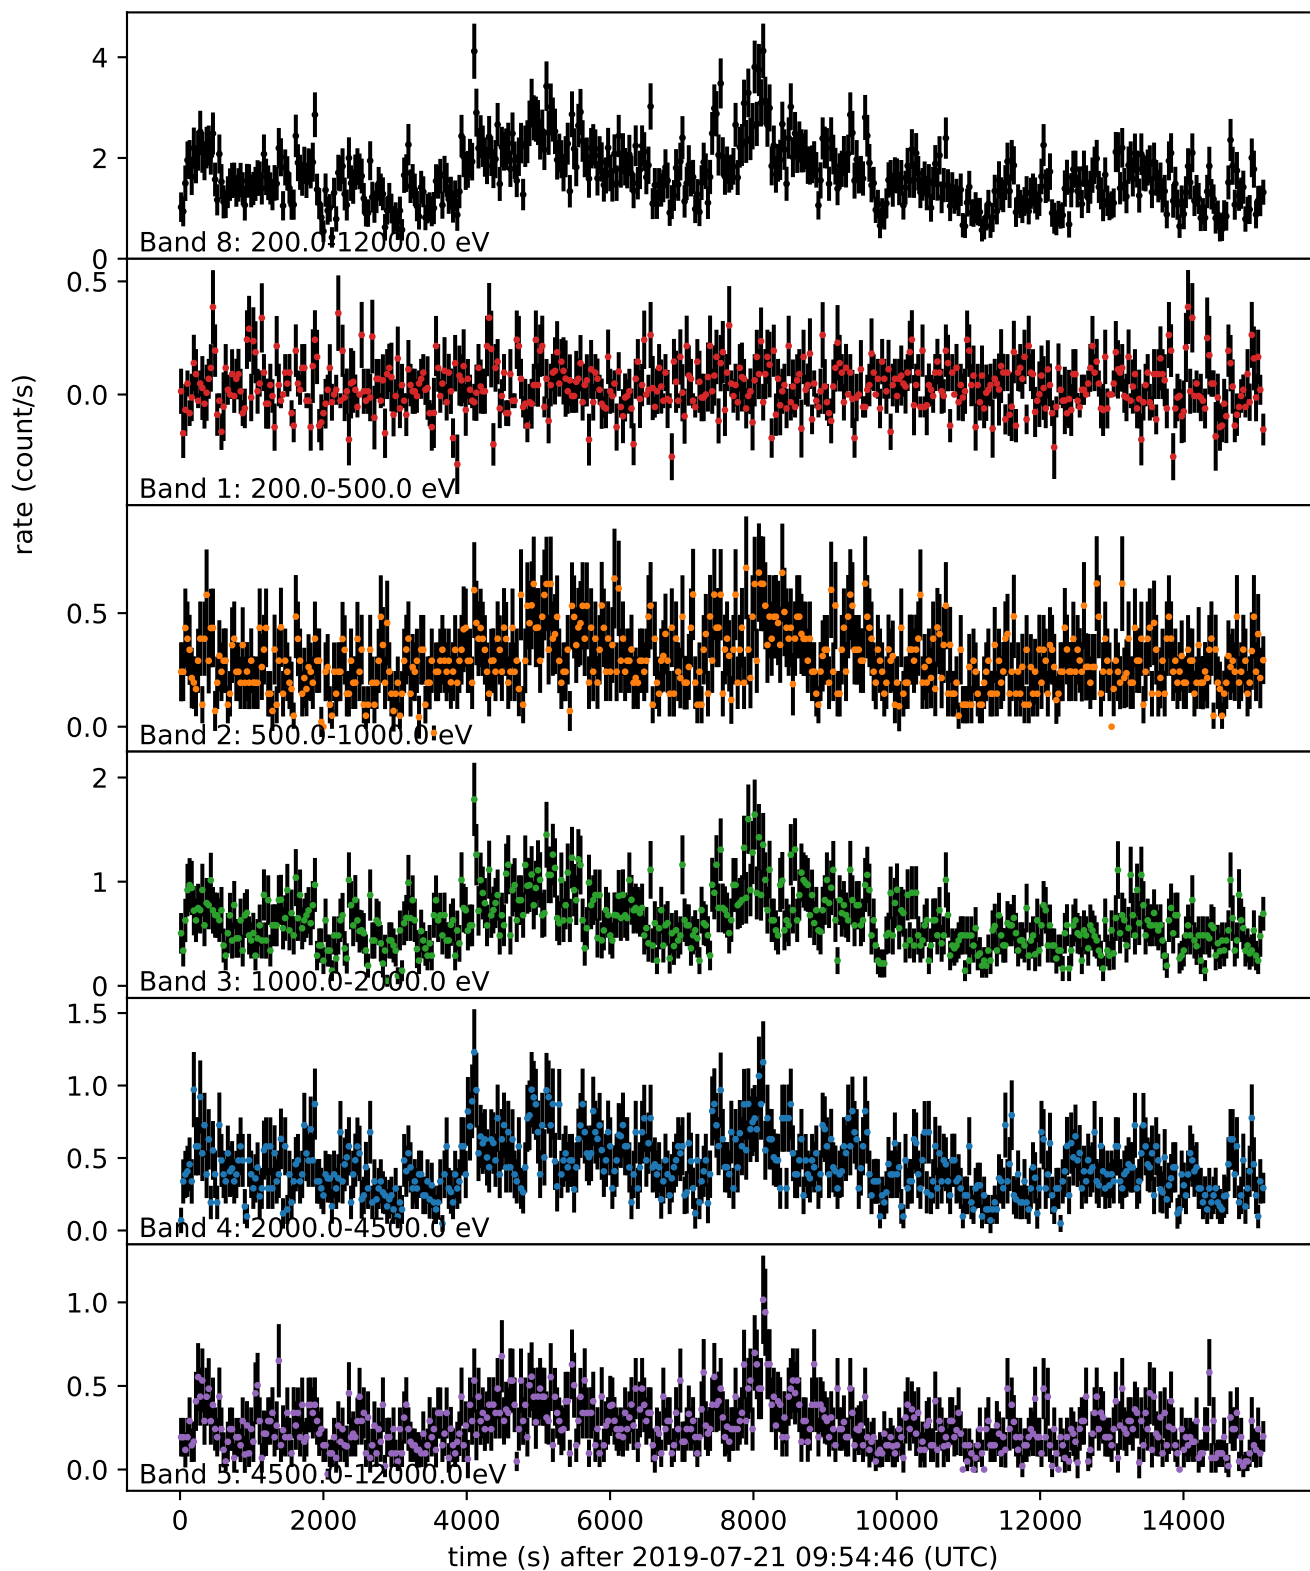 4
2
0
Band 8: 200.0-12000.0 eV
0.5
0.0
Band 1: 200.0-500.0 eV
rate (count/s)
0.5
0.0
Band 2: 500.0-1000.0 eV
2
1
0
Band 3: 1000.0-2000.0 eV
1.5
1.0
0.5
0.0
Band 4: 2000.0-4500.0 eV
1.0
0.5
0.0
Band 5: 4500.0-12000.0 eV
0 2000 4000 6000 8000 10000 12000 14000
time (s) after 2019-07-21 09:54:46 (UTC)